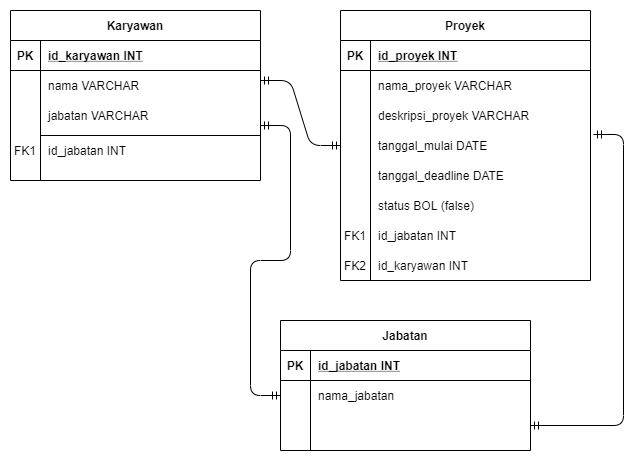 Karyawan
PK id_karyawan INT
nama VARCHAR
jabatan VARCHAR
FK1 id_jabatan INT
Proyek
PK id_proyek INT
nama_proyek VARCHAR
deskripsi_proyek VARCHAR
tanggal_mulai DATE
tanggal_deadline DATE
status BOL (false)
FK1 id_jabatan INT
FK2 id_karyawan INT
Jabatan
PK id_jabatan INT
nama_jabatan